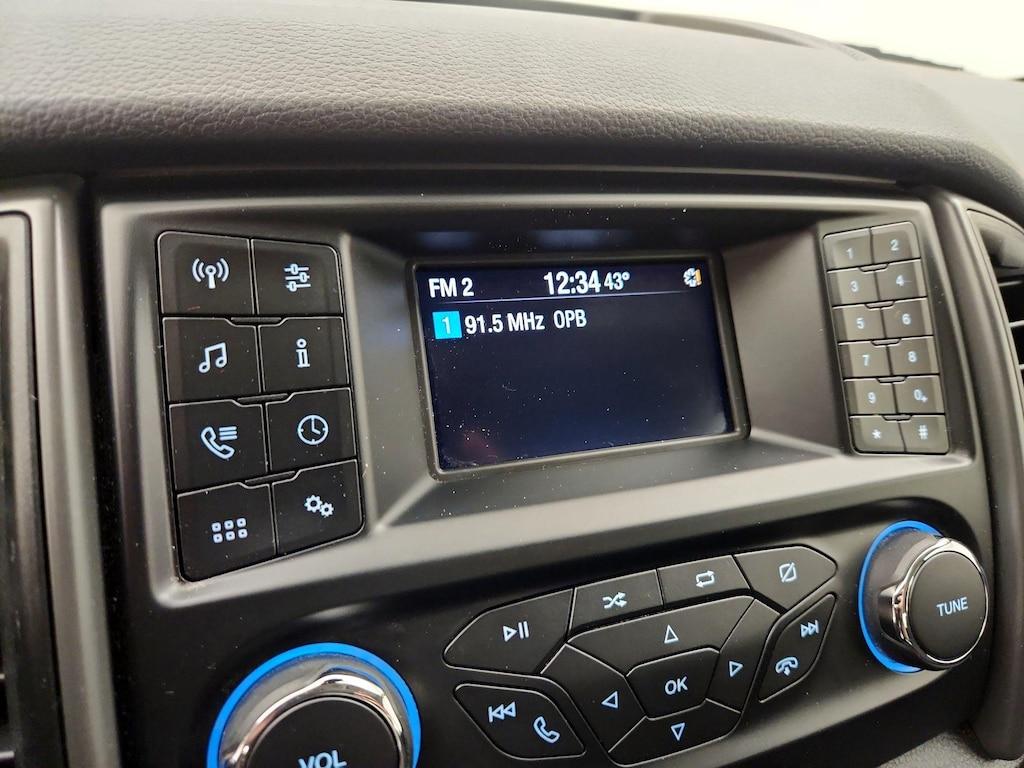 FM 2 12:34 43°
1 91.5 MHz OPB
1 2
3 4
5 6
7 8
9 0+
* #
OK
TUNE
VOL